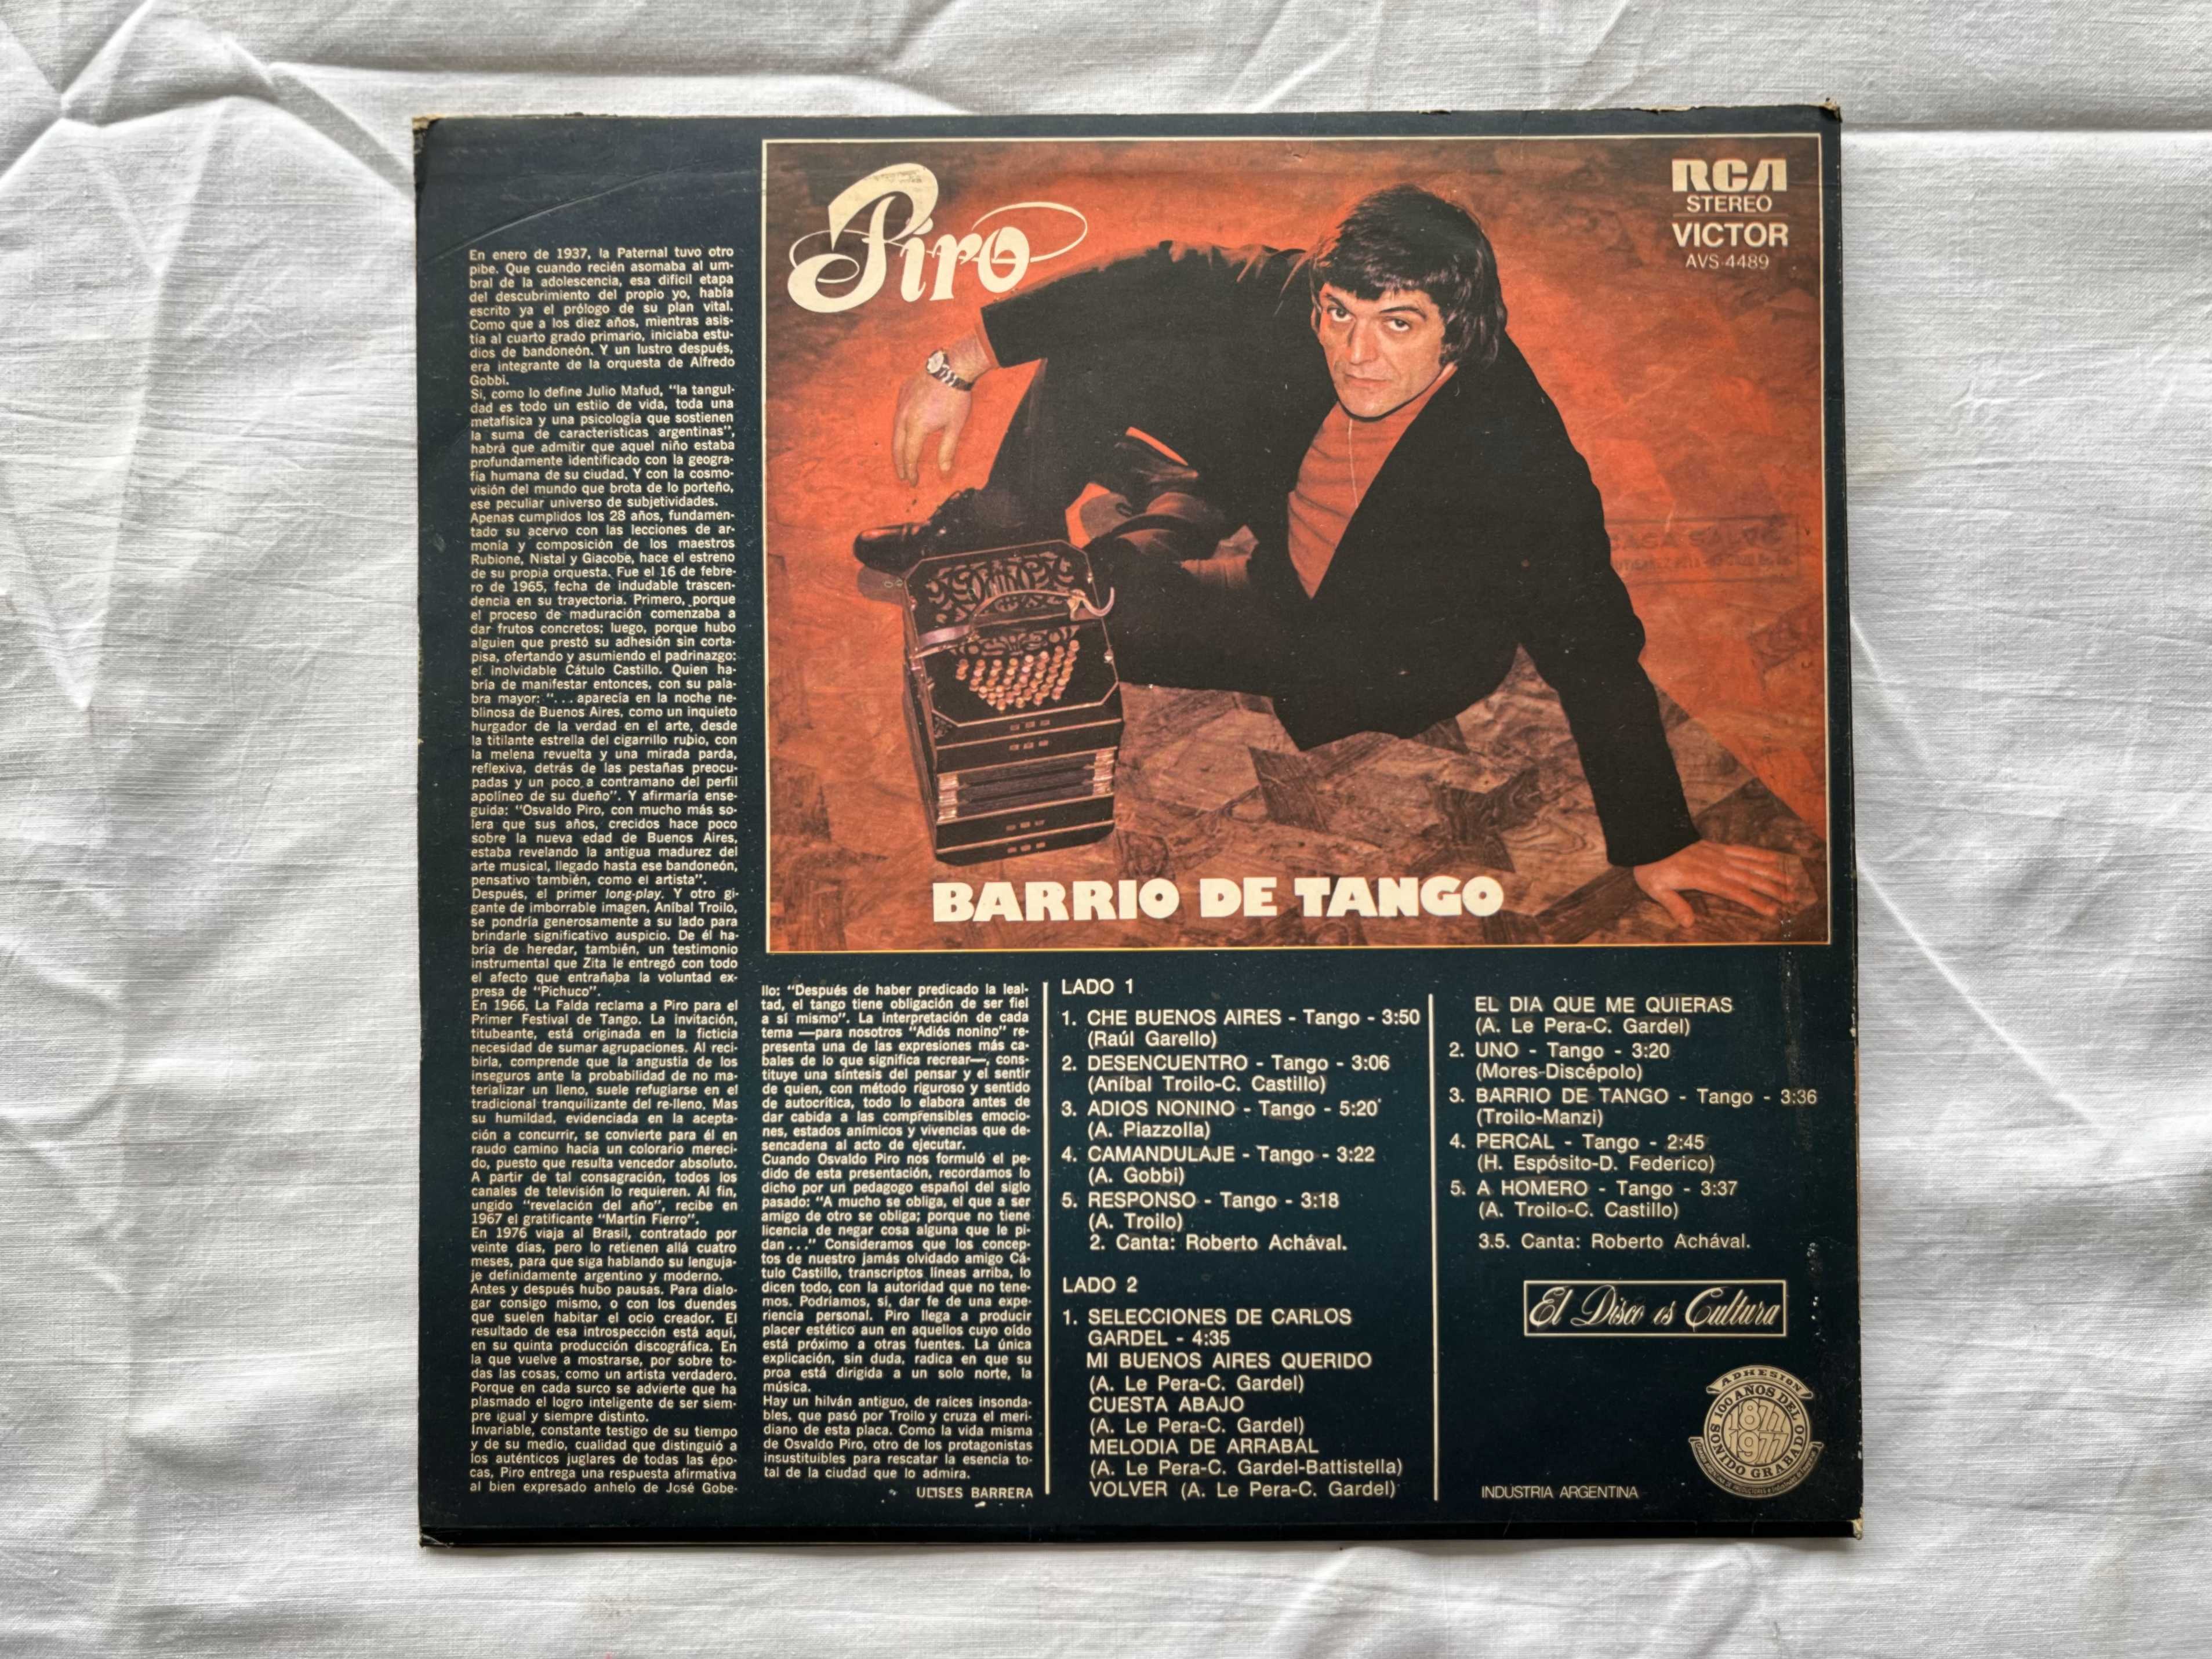 Piro
RCA
STEREO
VICTOR
AVS-4489
BARRIO DE TANGO
En enero de 1937, la Paternal tuvo otro
pibe. Que cuando recién asomaba al um-
bral de la adolescencia, esa difícil etapa
del descubrimiento del propio yo, había
escrito ya el prólogo de su plan vital.
Como que a los diez años, mientras asis-
tía al cuarto grado primario, iniciaba estu-
dios de bandoneón. Y un lustro después,
era integrante de la orquesta de Alfredo
Gobbi.
Si, como lo define Julio Mafud, "la tangui-
dad es todo un estilo de vida, toda una
metafísica y una psicología que sostienen
la suma de características argentinas",
habrá que admitir que aquel niño estaba
profundamente identificado con la geogra-
fía humana de su ciudad. Y con la cosmo-
visión del mundo que brota de lo porteño,
ese peculiar universo de subjetividades.
Apenas cumplidos los 28 años, fundamen-
tado su acervo con las lecciones de ar-
monía y composición de los maestros
Rubione, Nistal y Giacobe, hace el estreno
de su propia orquesta. Fue el 16 de febre-
ro de 1965, fecha de indudable trascen-
dencia en su trayectoria. Primero, porque
el proceso de maduración comenzaba a
dar frutos concretos; luego, porque hubo
alguien que prestó su adhesión sin corta-
pisa, ofertando y asumiendo el padrinazgo:
el inolvidable Cátulo Castillo. Quien ha-
bría de manifestar entonces, con su pala-
bra mayor: "...aparecía en la noche ne-
blinosa de Buenos Aires, como un inquieto
hurgador de la verdad en el arte, desde
la titilante estrella del cigarrillo rubio, con
la melena revuelta y una mirada parda,
reflexiva, detrás de las pestañas preocu-
padas y un poco a contramano del perfil
apolíneo de su dueño". Y afirmaría ense-
guida: "Osvaldo Piro, con mucho más so-
lera que sus años, crecidos hace poco
sobre la nueva edad de Buenos Aires,
estaba revelando la antigua madurez del
arte musical, llegado hasta ese bandoneón,
pensativo también, como el artista".
Después, el primer long-play. Y otro gi-
gante de imborrable imagen, Aníbal Troilo,
se pondría generosamente a su lado para
brindarle significativo auspicio. De él ha-
bría de heredar, también, un testimonio
instrumental que Zita le entregó con todo
el afecto que entrañaba la voluntad ex-
presa de "Pichuco".
En 1966, La Falda reclama a Piro para el
Primer Festival de Tango. La invitación,
titubeante, está originada en la ficticia
necesidad de sumar agrupaciones. Al reci-
birla, comprende que la angustia de los
inseguros ante la probabilidad de no ma-
terializar un lleno, suele refugiarse en el
tradicional tranquilizante del re-lleno. Mas
su humildad, evidenciada en la acepta-
ción a concurrir, se convierte para él en
raudo camino hacia un colorario mereci-
do, puesto que resulta vencedor absoluto.
A partir de tal consagración, todos los
canales de televisión lo requieren. Al fin,
ungido "revelación del año", recibe en
1967 el gratificante "Martín Fierro".
En 1976 viaja al Brasil, contratado por
veinte días, pero lo retienen allá cuatro
meses, para que siga hablando su lengua-
je definidamente argentino y moderno.
Antes y después hubo pausas. Para dialo-
gar consigo mismo, o con los duendes
que suelen habitar el ocio creador. El
resultado de esa introspección está aquí,
en su quinta producción discográfica. En
la que vuelve a mostrarse, por sobre to-
das las cosas, como un artista verdadero.
Porque en cada surco se advierte que ha
plasmado el logro inteligente de ser siem-
pre igual y siempre distinto.
Invariable, constante testigo de su tiempo
y de su medio, cualidad que distinguió a
los auténticos juglares de todas las épo-
cas, Piro entrega una respuesta afirmativa
al bien expresado anhelo de José Gobe-
llo: "Después de haber predicado la leal-
tad, el tango tiene obligación de ser fiel
a sí mismo". La interpretación de cada
tema —para nosotros "Adiós nonino" re-
presenta una de las expresiones más ca-
bales de lo que significa recrear—, cons-
tituye una síntesis del pensar y el sentir
de quien, con método riguroso y sentido
de autocrítica, todo lo elabora antes de
dar cabida a las comprensibles emocio-
nes, estados anímicos y vivencias que de-
sencadena al acto de ejecutar.
Cuando Osvaldo Piro nos formuló el pe-
dido de esta presentación, recordamos lo
dicho por un pedagogo español del siglo
pasado: "A mucho se obliga, el que a ser
amigo de otro se obliga; porque no tiene
licencia de negar cosa alguna que le pi-
dan..." Consideramos que los concep-
tos de nuestro jamás olvidado amigo Cá-
tulo Castillo, transcriptos líneas arriba, lo
dicen todo, con la autoridad que no tene-
mos. Podríamos, sí, dar fe de una expe-
riencia personal. Piro llega a producir
placer estético aun en aquellos cuyo oído
está próximo a otras fuentes. La única
explicación, sin duda, radica en que su
proa está dirigida a un solo norte, la
música.
Hay un hilván antiguo, de raíces insonda-
bles, que pasó por Troilo y cruza el meri-
diano de esta placa. Como la vida misma
de Osvaldo Piro, otro de los protagonistas
insustituibles para rescatar la esencia to-
tal de la ciudad que lo admira.
ULISES BARRERA
LADO 1
1. CHE BUENOS AIRES - Tango - 3:50
(Raúl Garello)
2. DESENCUENTRO - Tango - 3:06
(Aníbal Troilo-C. Castillo)
3. ADIOS NONINO - Tango - 5:20
(A. Piazzolla)
4. CAMANDULAJE - Tango - 3:22
(A. Gobbi)
5. RESPONSO - Tango - 3:18
(A. Troilo)
2. Canta: Roberto Achával.
LADO 2
1. SELECCIONES DE CARLOS
GARDEL - 4:35
MI BUENOS AIRES QUERIDO
(A. Le Pera-C. Gardel)
CUESTA ABAJO
(A. Le Pera-C. Gardel)
MELODIA DE ARRABAL
(A. Le Pera-C. Gardel-Battistella)
VOLVER (A. Le Pera-C. Gardel)
EL DIA QUE ME QUIERAS
(A. Le Pera-C. Gardel)
2. UNO - Tango - 3:20
(Mores-Discépolo)
3. BARRIO DE TANGO - Tango - 3:36
(Troilo-Manzi)
4. PERCAL - Tango - 2:45
(H. Espósito-D. Federico)
5. A HOMERO - Tango - 3:37
(A. Troilo-C. Castillo)
3.5. Canta: Roberto Achával.
El Disco es Cultura
ADHESION
100 AÑOS DEL
SONIDO GRABADO
1877
1977
INDUSTRIA ARGENTINA